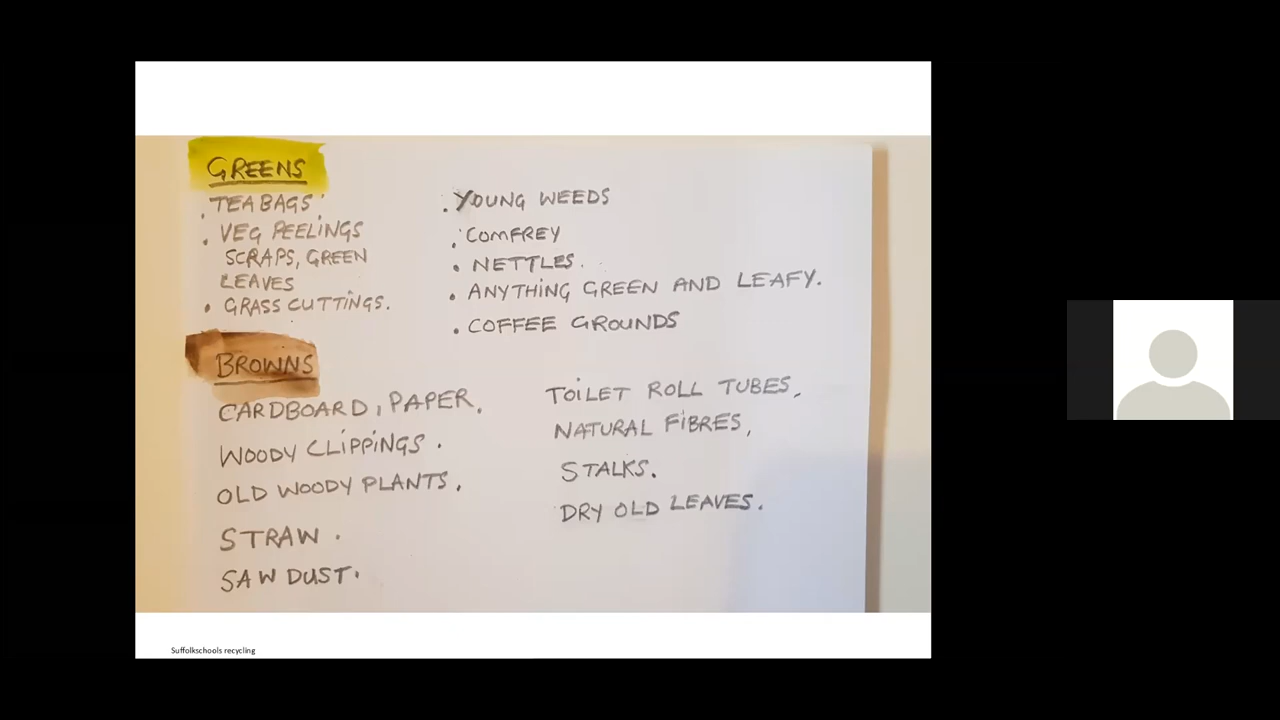 GREENS
. TEABAGS.
. VEG PEELINGS
SCRAPS, GREEN
LEAVES
• GRASS CUTTINGS.
. YOUNG WEEDS
. COMFREY
• NETTLES.
• ANYTHING GREEN AND LEAFY.
• COFFEE GROUNDS
BROWNS
CARDBOARD, PAPER.
WOODY CLIPPINGS.
OLD WOODY PLANTS.
STRAW.
SAW DUST.
TOILET ROLL TUBES,
NATURAL FIBRES,
STALKS.
DRY OLD LEAVES.
Suffolkschools recycling